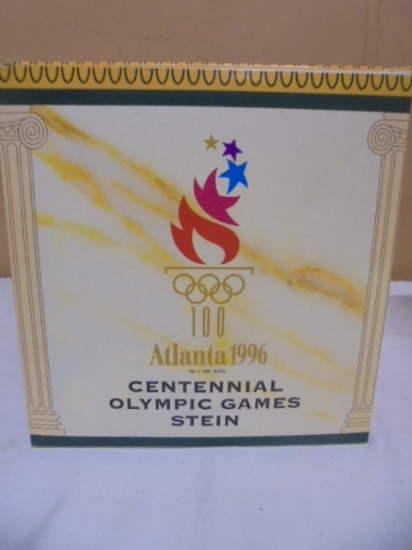 100
Atlanta 1996
CENTENNIAL
OLYMPIC GAMES
STEIN